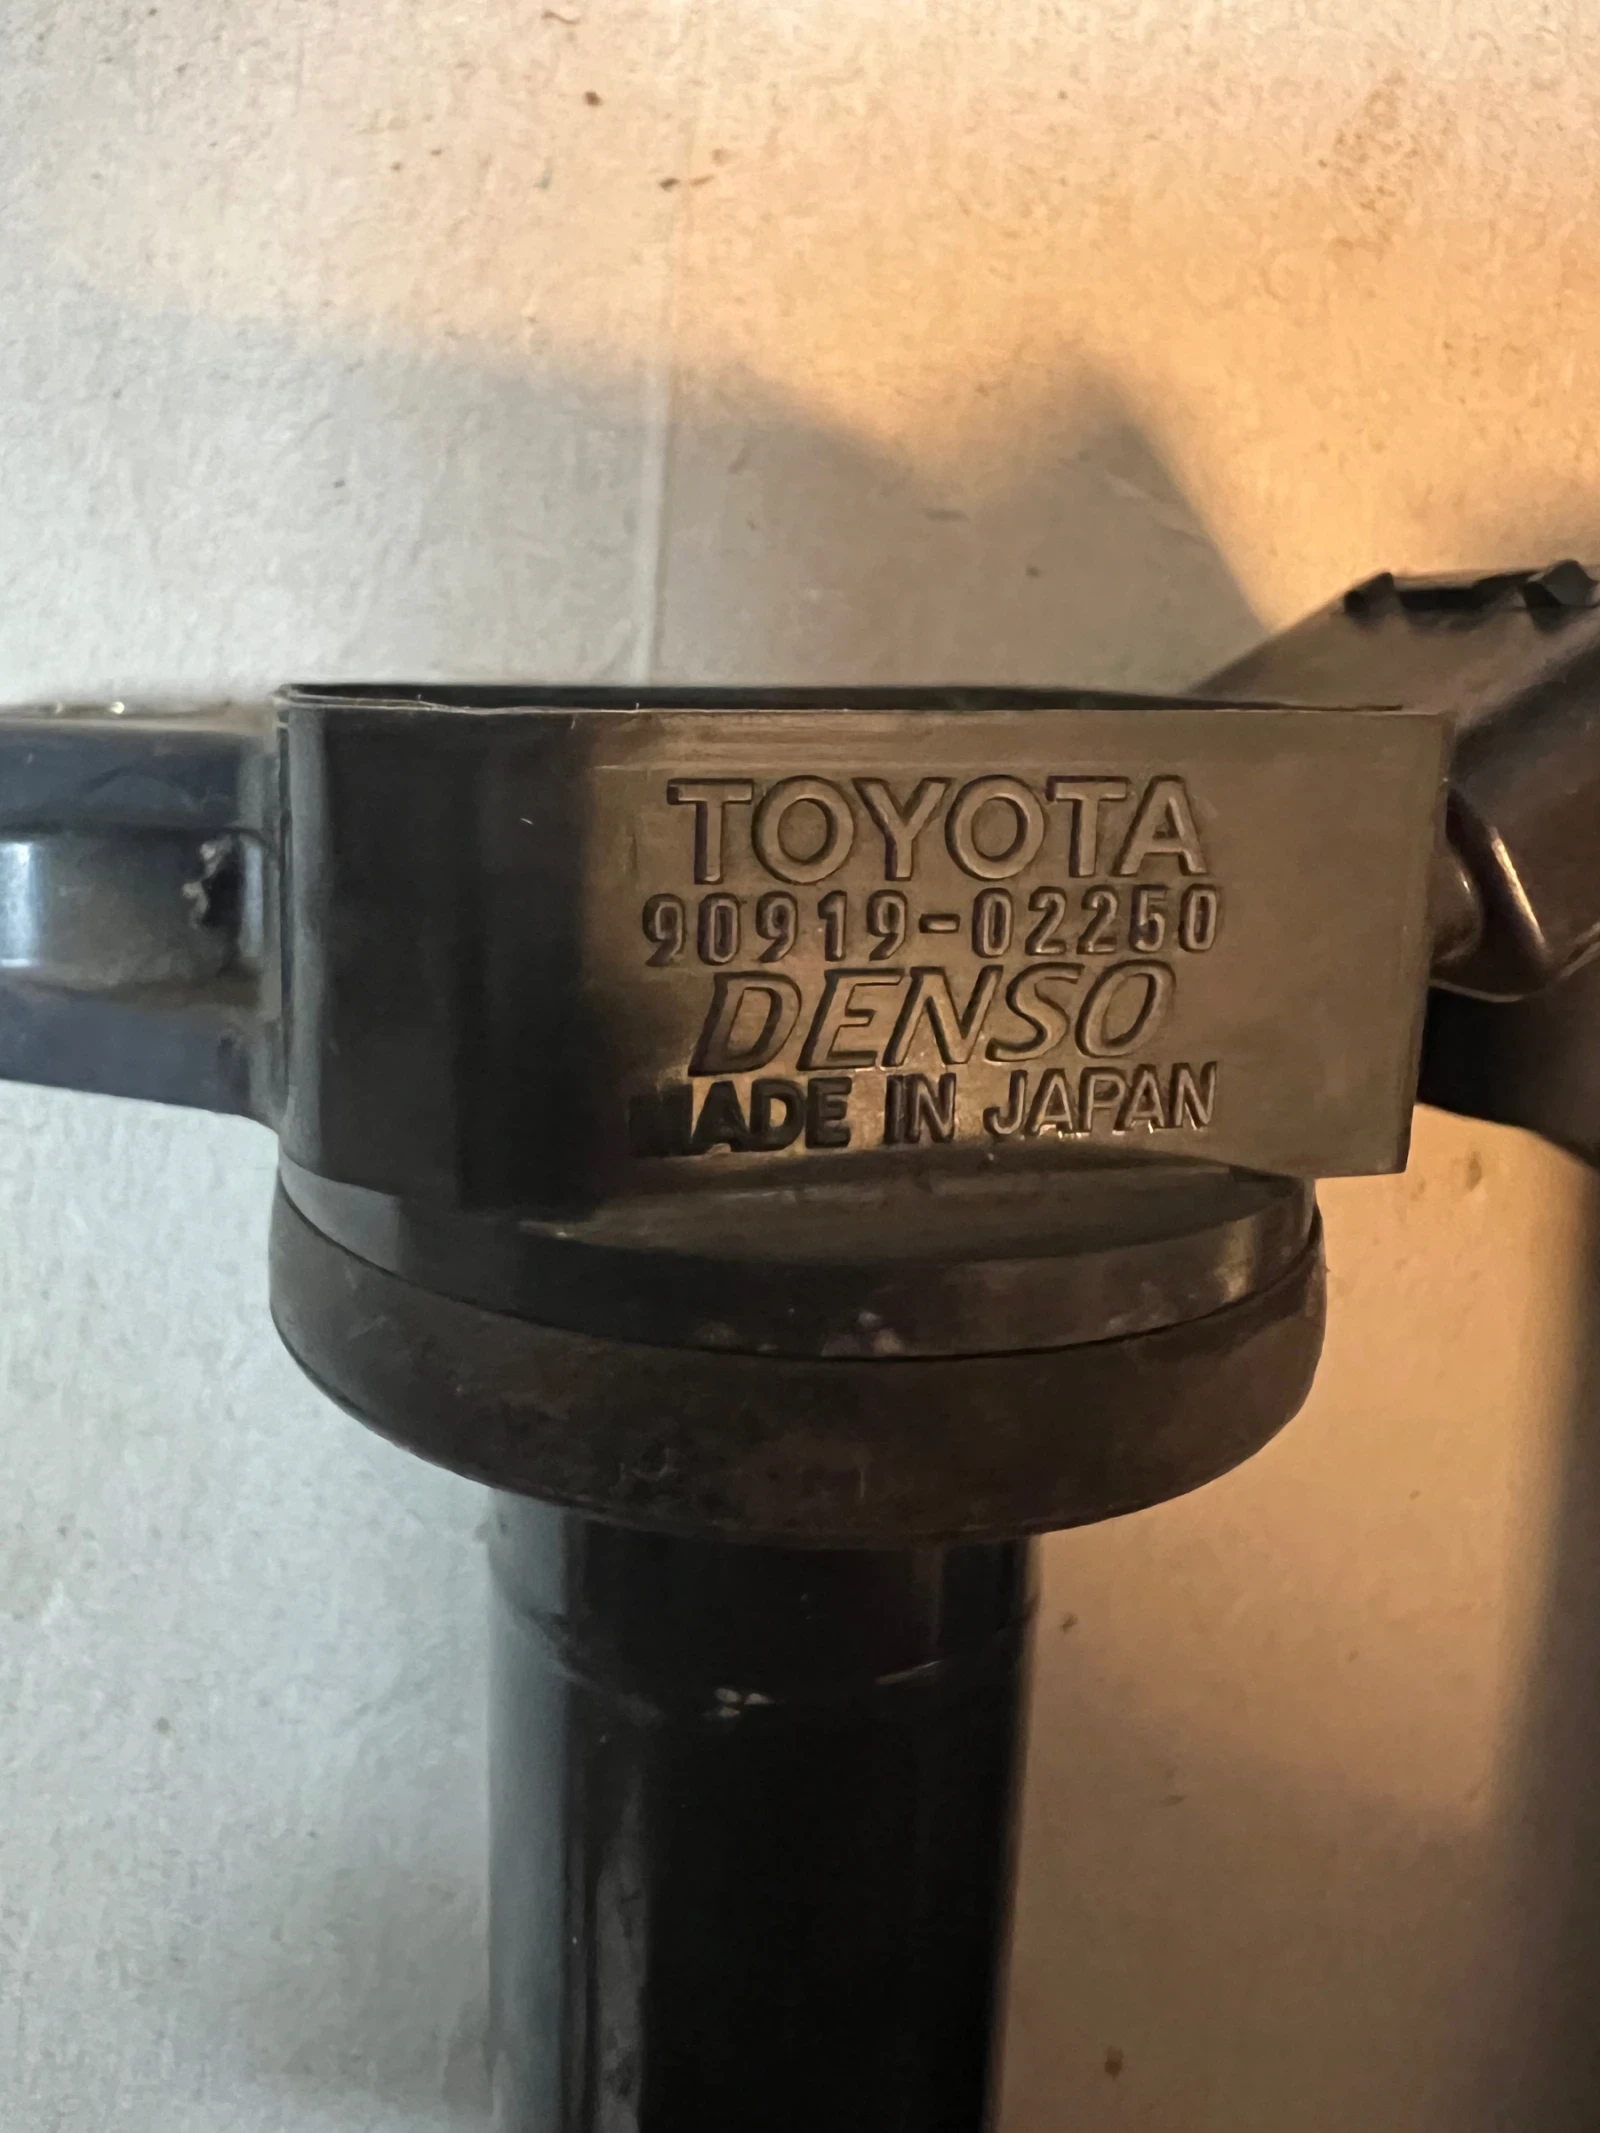 TOYOTA
90919-02250
DENSO
MADE IN JAPAN